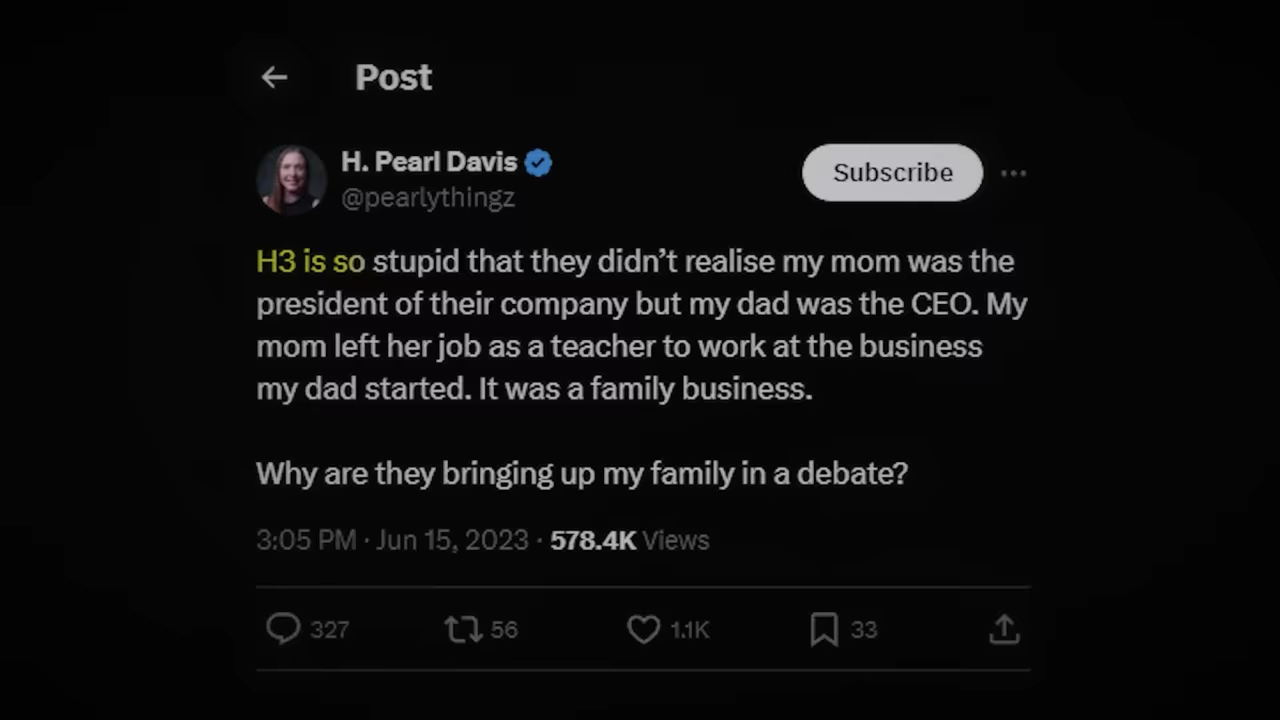 Post
H. Pearl Davis
@pearlythingz
Subscribe
H3 is so stupid that they didn’t realise my mom was the
president of their company but my dad was the CEO. My
mom left her job as a teacher to work at the business
my dad started. It was a family business.
Why are they bringing up my family in a debate?
3:05 PM · Jun 15, 2023 · 578.4K Views
327 56 1.1K 33